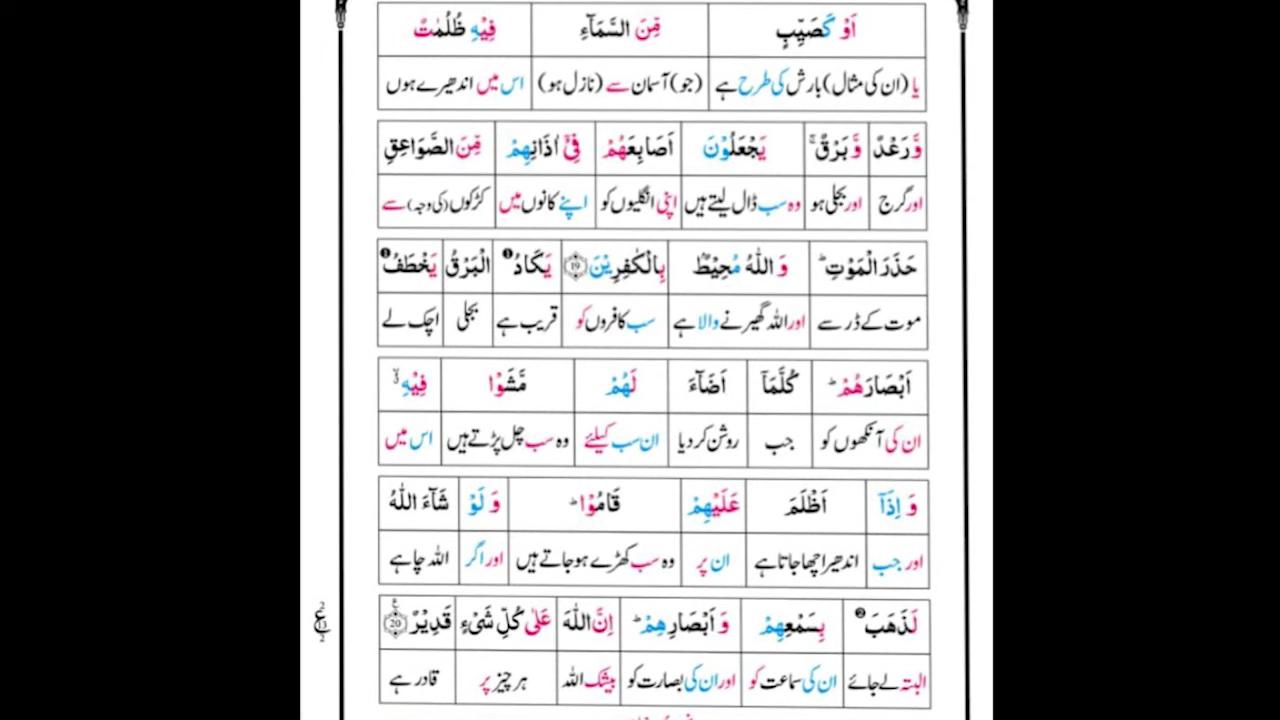 اَوْ كَصَيِّبٍ مِّنَ السَّمَآءِ فِيْهِ ظُلُمٰتٌ
یا (ان کی مثال) بارش کی طرح ہے (جو) آسمان سے (نازل ہو) اس میں اندھیرے ہوں
وَّرَعْدٌ وَّبَرْقٌ ۚ يَجْعَلُوْنَ اَصَابِعَهُمْ فِيْۤ اٰذَانِهِمْ مِّنَ الصَّوَاعِقِ
اور گرج اور بجلی ہو وہ سب ڈال لیتے ہیں اپنی انگلیوں کو اپنے کانوں میں کڑکوں (کی وجہ) سے
حَذَرَ الْمَوْتِ ؕ وَ اللّٰهُ مُحِيْطٌۢ بِالْكٰفِرِيْنَ 19 يَكَادُ ❶ الْبَرْقُ يَخْطَفُ ❶
موت کے ڈر سے اور اللہ گھیرنے والا ہے سب کافروں کو قریب ہے بجلی اچک لے
اَبْصَارَهُمْ ؕ كُلَّمَاۤ اَضَآءَ لَهُمْ مَّشَوْا فِيْهِ ۙ
ان کی آنکھوں کو جب روشن کر دیا ان سب کیلئے وہ سب چل پڑتے ہیں اس میں
وَ اِذَاۤ اَظْلَمَ عَلَيْهِمْ قَامُوْا ؕ وَ لَوْ شَآءَ اللّٰهُ
اور جب اندھیرا چھا جاتا ہے ان پر وہ سب کھڑے ہو جاتے ہیں اور اگر اللہ چاہے
لَذَهَبَ ❷ بِسَمْعِهِمْ وَ اَبْصَارِهِمْ ؕ اِنَّ اللّٰهَ عَلٰى كُلِّ شَىْءٍ قَدِيْرٌ 20
البتہ لے جائے ان کی سماعت کو اور ان کی بصارت کو بیشک اللہ ہر چیز پر قادر ہے